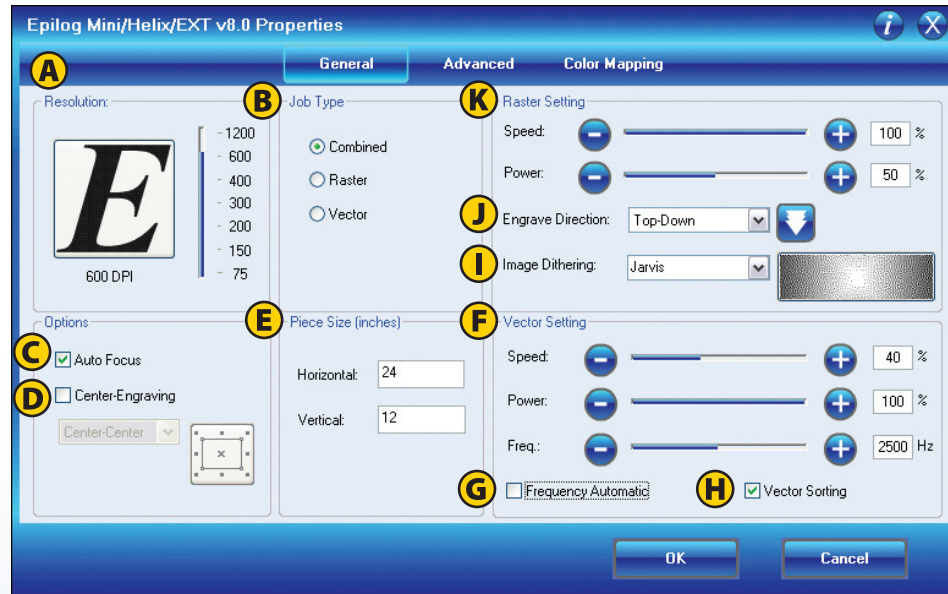 Epilog Mini/Helix/EXT v8.0 Properties
i X
General Advanced Color Mapping
A
Resolution:
E
600 DPI
- 1200
- 600
- 400
- 300
- 200
- 150
- 75
B
Job Type
Combined
Raster
Vector
K
Raster Setting
Speed: - + 100 %
Power: - + 50 %
J
Engrave Direction: Top-Down
I
Image Dithering: Jarvis
Options
C
Auto Focus
D
Center-Engraving
Center-Center
x
E
Piece Size (inches)
Horizontal: 24
Vertical: 12
F
Vector Setting
Speed: - + 40 %
Power: - + 100 %
Freq.: - + 2500 Hz
G
Frequency Automatic
H
Vector Sorting
OK Cancel